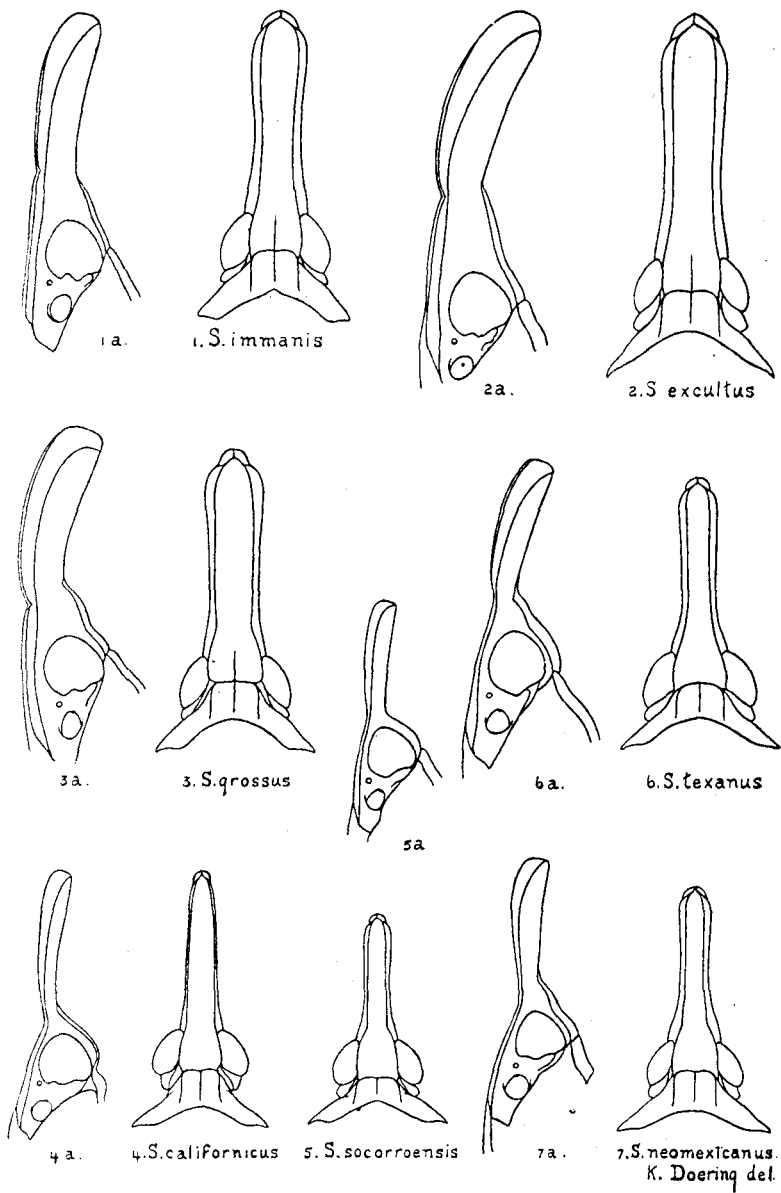 1a.
1. S. immanis
2a.
2. S excultus
3a.
3. S. grossus
5a
6a.
6. S. texanus
4a.
4. S. californicus
5. S. socorroensis
7a.
7. S. neomexicanus.
K. Doering del.